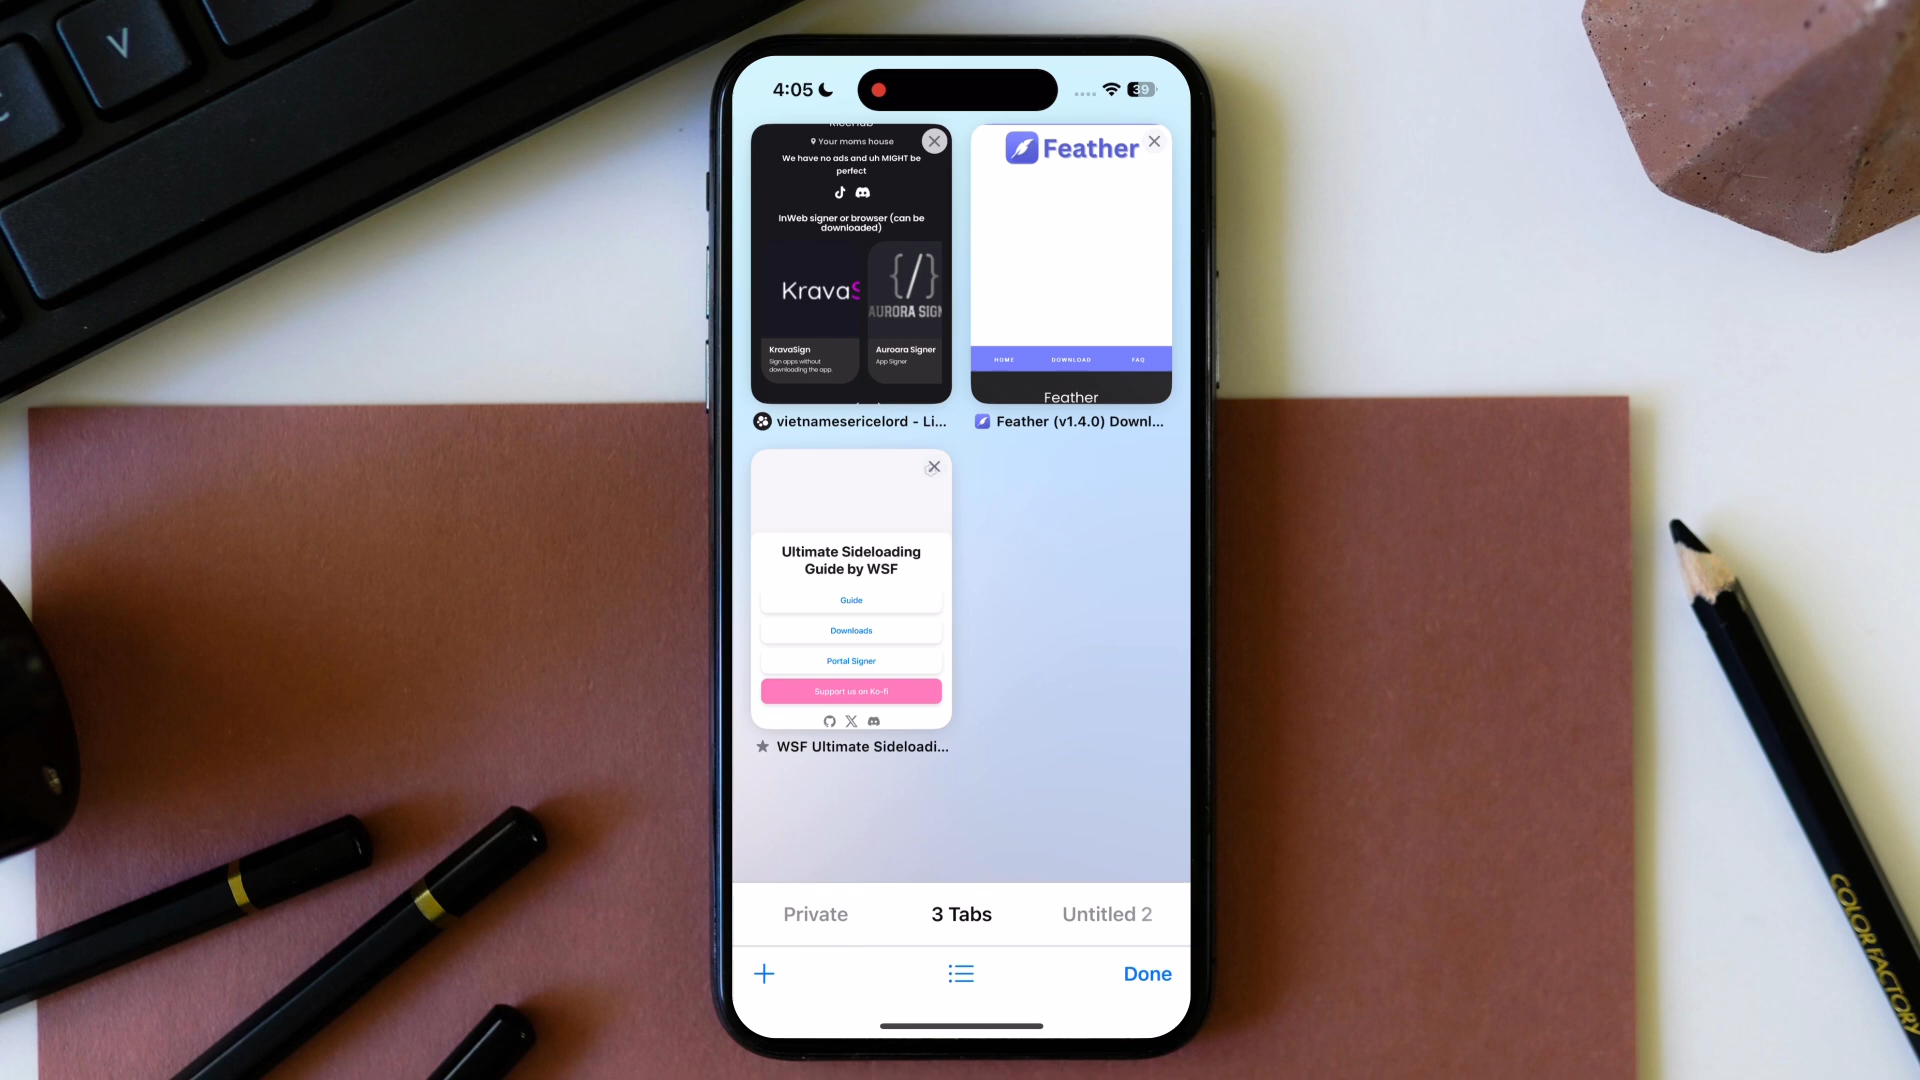 V
4:05
39
Your moms house
We have no ads and uh MIGHT be
perfect
InWeb signer or browser (can be
downloaded)
KravaS
{/}
AURORA SIGN
KravaSign
Sign apps without
downloading the app.
Auroara Signer
App Signer
vietnamesericelord - Li...
Feather
HOME
DOWNLOAD
FAQ
Feather
Feather (v1.4.0) Downl...
Ultimate Sideloading
Guide by WSF
Guide
Downloads
Portal Signer
Support us on Ko-fi
WSF Ultimate Sideloadi...
Private
3 Tabs
Untitled 2
Done
COLOR FACTORY